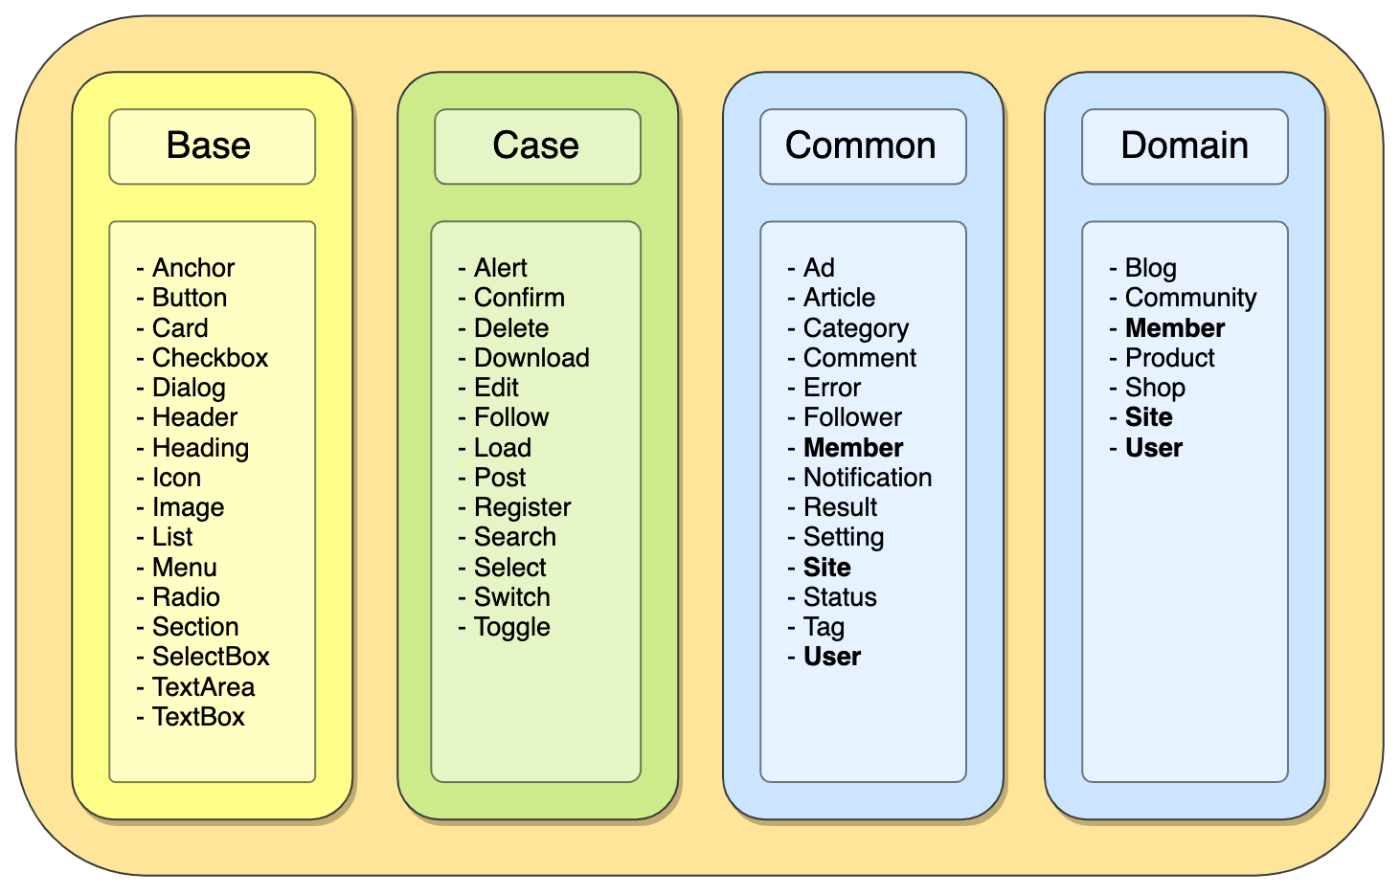 Base
- Anchor
- Button
- Card
- Checkbox
- Dialog
- Header
- Heading
- Icon
- Image
- List
- Menu
- Radio
- Section
- SelectBox
- TextArea
- TextBox
Case
- Alert
- Confirm
- Delete
- Download
- Edit
- Follow
- Load
- Post
- Register
- Search
- Select
- Switch
- Toggle
Common
- Ad
- Article
- Category
- Comment
- Error
- Follower
- Member
- Notification
- Result
- Setting
- Site
- Status
- Tag
- User
Domain
- Blog
- Community
- Member
- Product
- Shop
- Site
- User